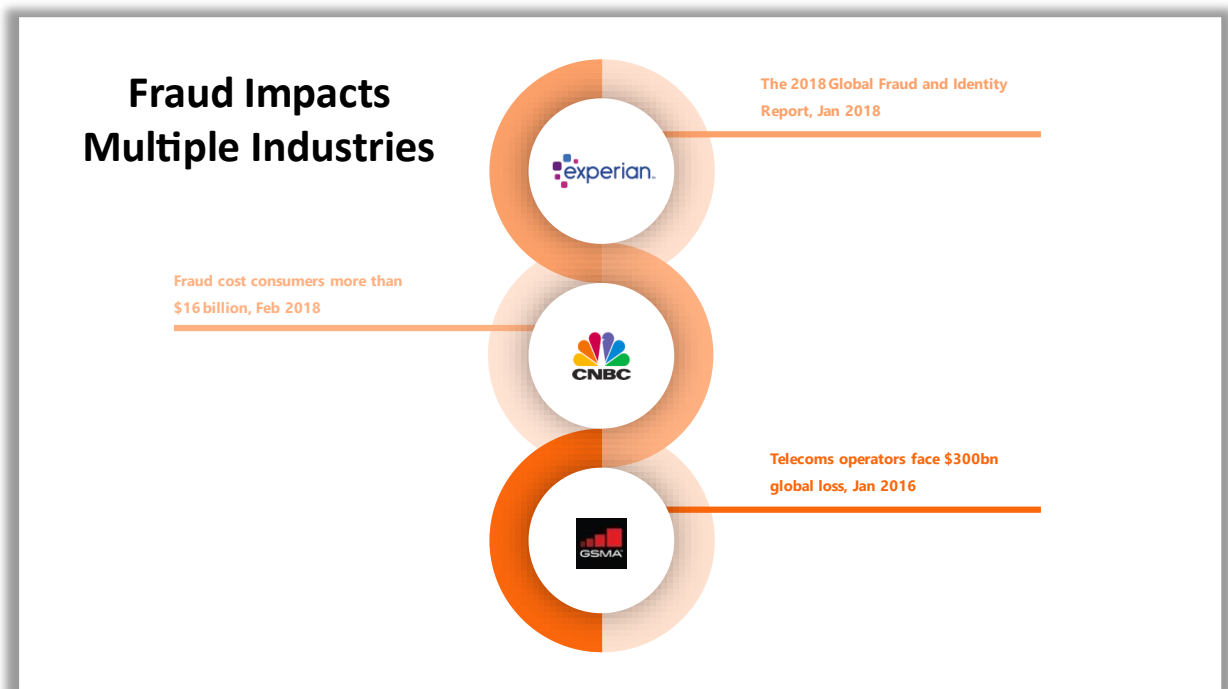 Fraud Impacts
Multiple Industries
The 2018 Global Fraud and Identity
Report, Jan 2018
experian.
Fraud cost consumers more than
$16 billion, Feb 2018
CNBC
Telecoms operators face $300bn
global loss, Jan 2016
GSMA